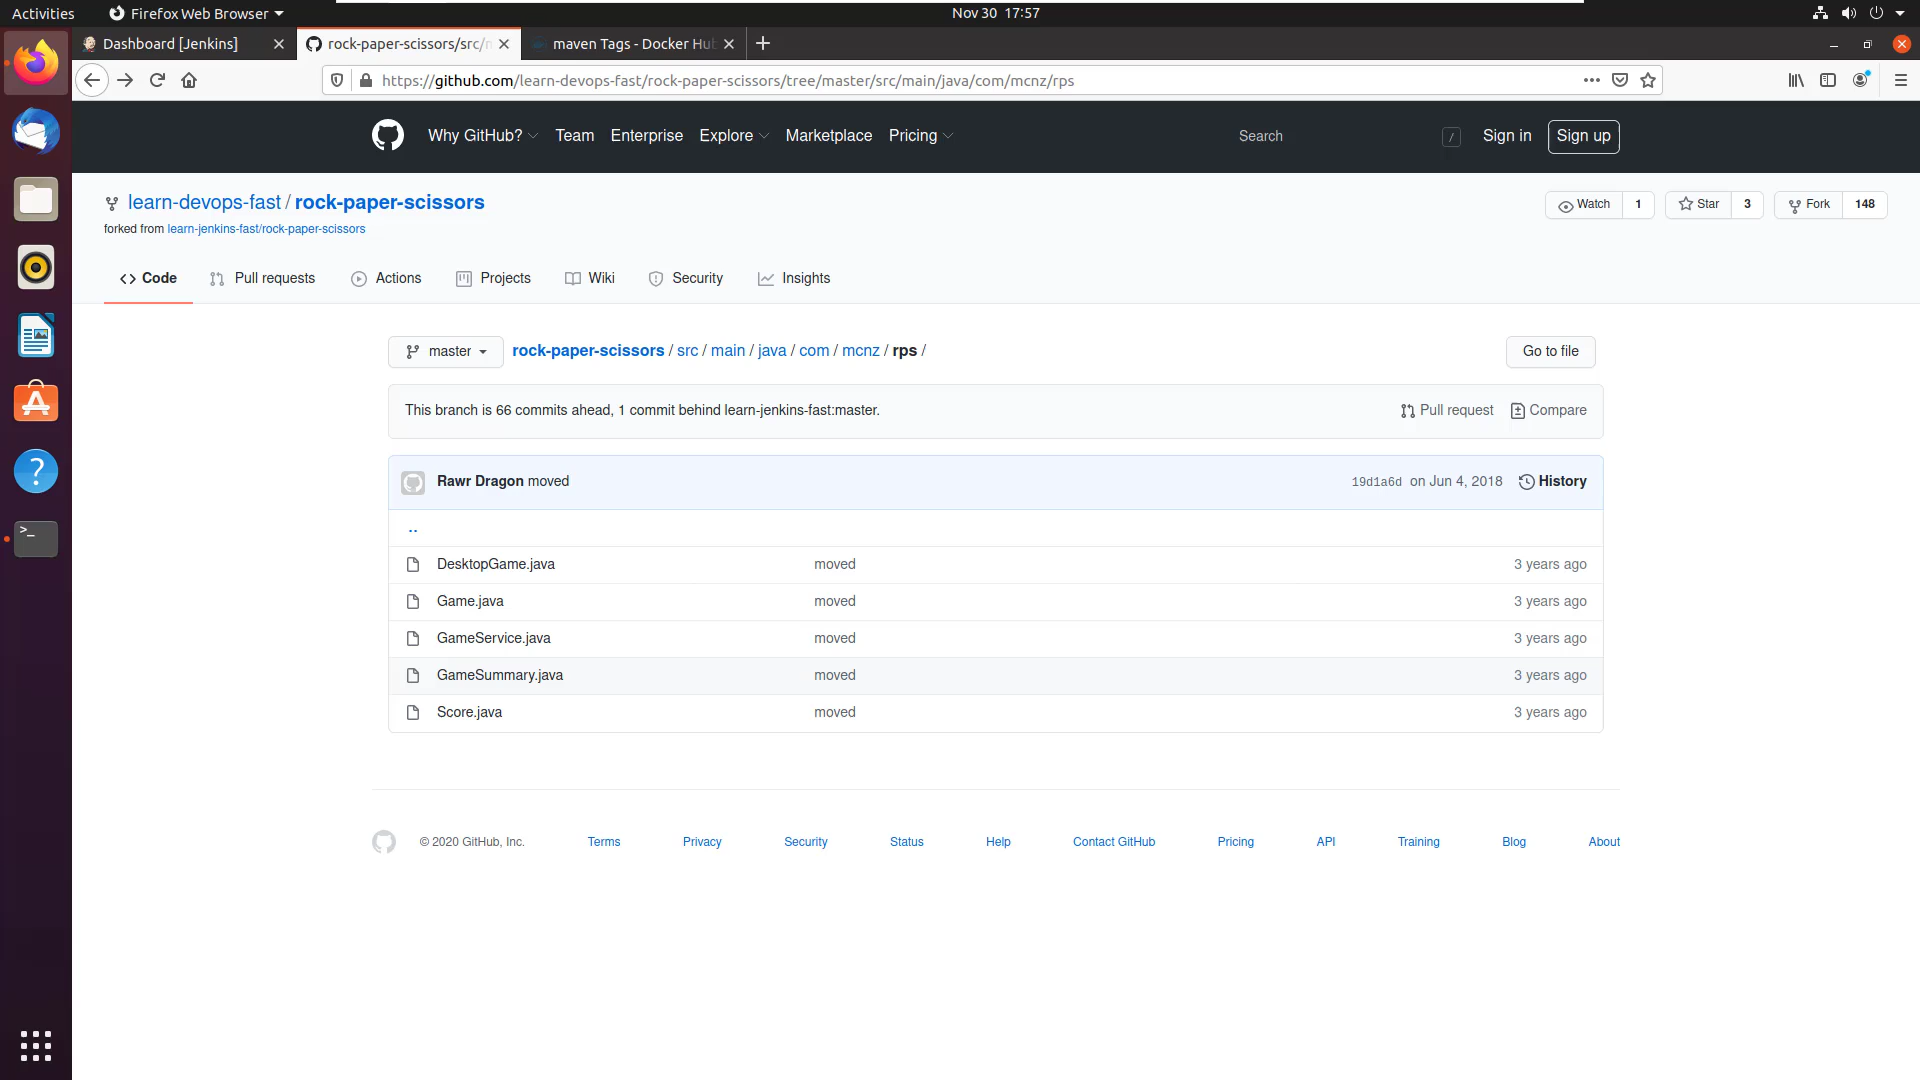 Activities Firefox Web Browser Nov 30 17:57
Dashboard [Jenkins] rock-paper-scissors/src/m maven Tags - Docker Hub
https://github.com/learn-devops-fast/rock-paper-scissors/tree/master/src/main/java/com/mcnz/rps
Why GitHub? Team Enterprise Explore Marketplace Pricing Search / Sign in Sign up
learn-devops-fast / rock-paper-scissors Watch 1 Star 3 Fork 148
forked from learn-jenkins-fast/rock-paper-scissors
Code Pull requests Actions Projects Wiki Security Insights
master rock-paper-scissors / src / main / java / com / mcnz / rps / Go to file
This branch is 66 commits ahead, 1 commit behind learn-jenkins-fast:master. Pull request Compare
Rawr Dragon moved 19d1a6d on Jun 4, 2018 History
..
DesktopGame.java moved 3 years ago
Game.java moved 3 years ago
GameService.java moved 3 years ago
GameSummary.java moved 3 years ago
Score.java moved 3 years ago
© 2020 GitHub, Inc. Terms Privacy Security Status Help Contact GitHub Pricing API Training Blog About